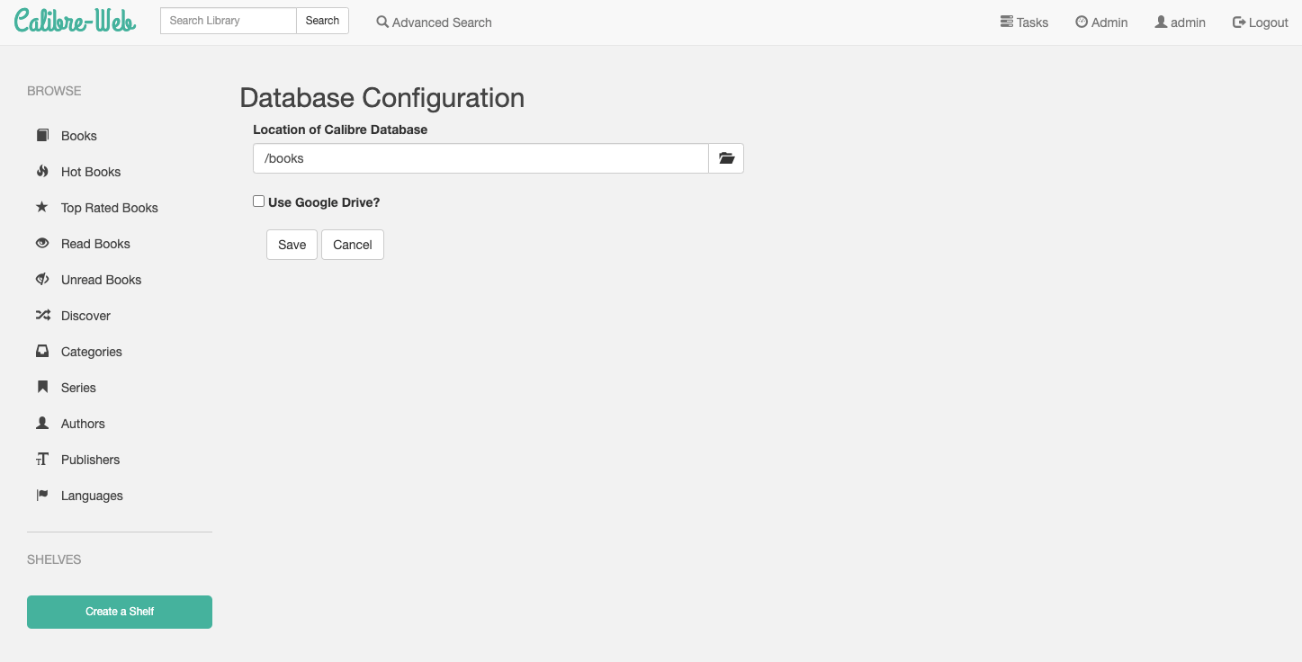 Calibre-Web
Search Library
Search
Advanced Search
Tasks
Admin
admin
Logout
BROWSE
Books
Hot Books
Top Rated Books
Read Books
Unread Books
Discover
Categories
Series
Authors
Publishers
Languages
SHELVES
Create a Shelf
Database Configuration
Location of Calibre Database
/books
Use Google Drive?
Save
Cancel